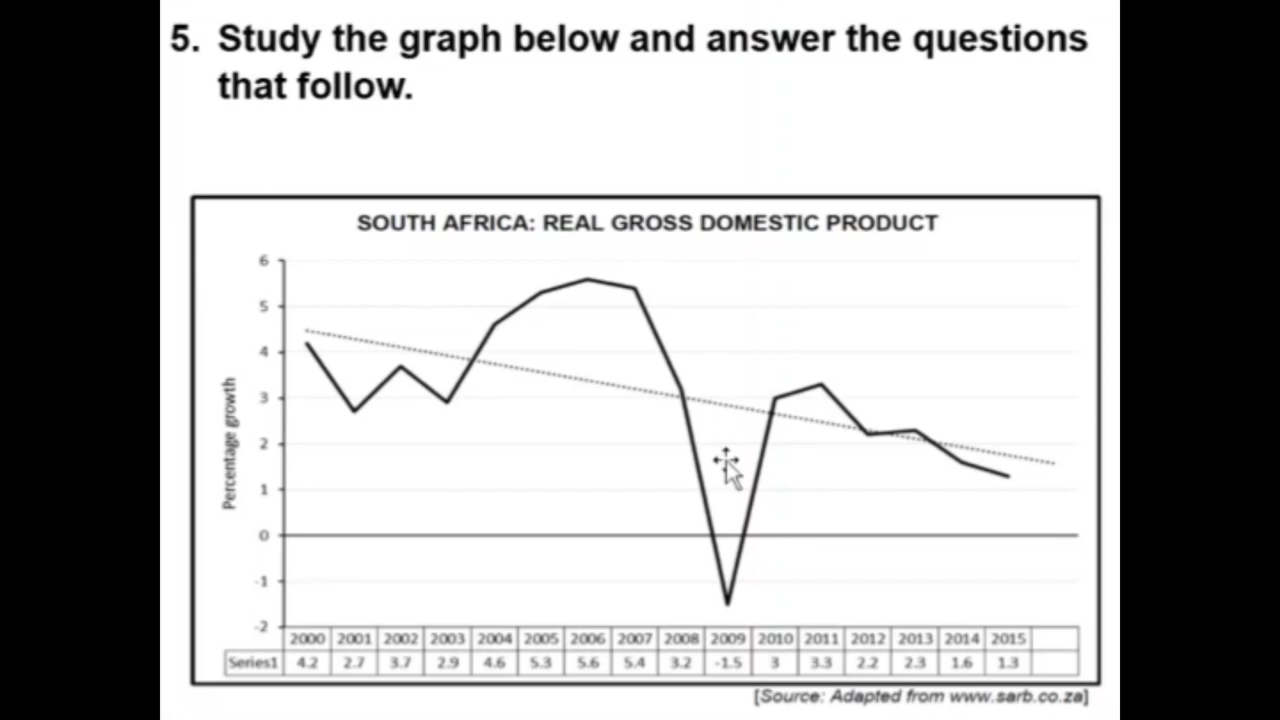 5. Study the graph below and answer the questions
that follow.
SOUTH AFRICA: REAL GROSS DOMESTIC PRODUCT
Percentage growth
6
5
4
3
2
1
0
-1
-2
2000 2001 2002 2003 2004 2005 2006 2007 2008 2009 2010 2011 2012 2013 2014 2015
Series1 4.2 2.7 3.7 2.9 4.6 5.3 5.6 5.4 3.2 -1.5 3 3.3 2.2 2.3 1.6 1.3
[Source: Adapted from www.sarb.co.za]